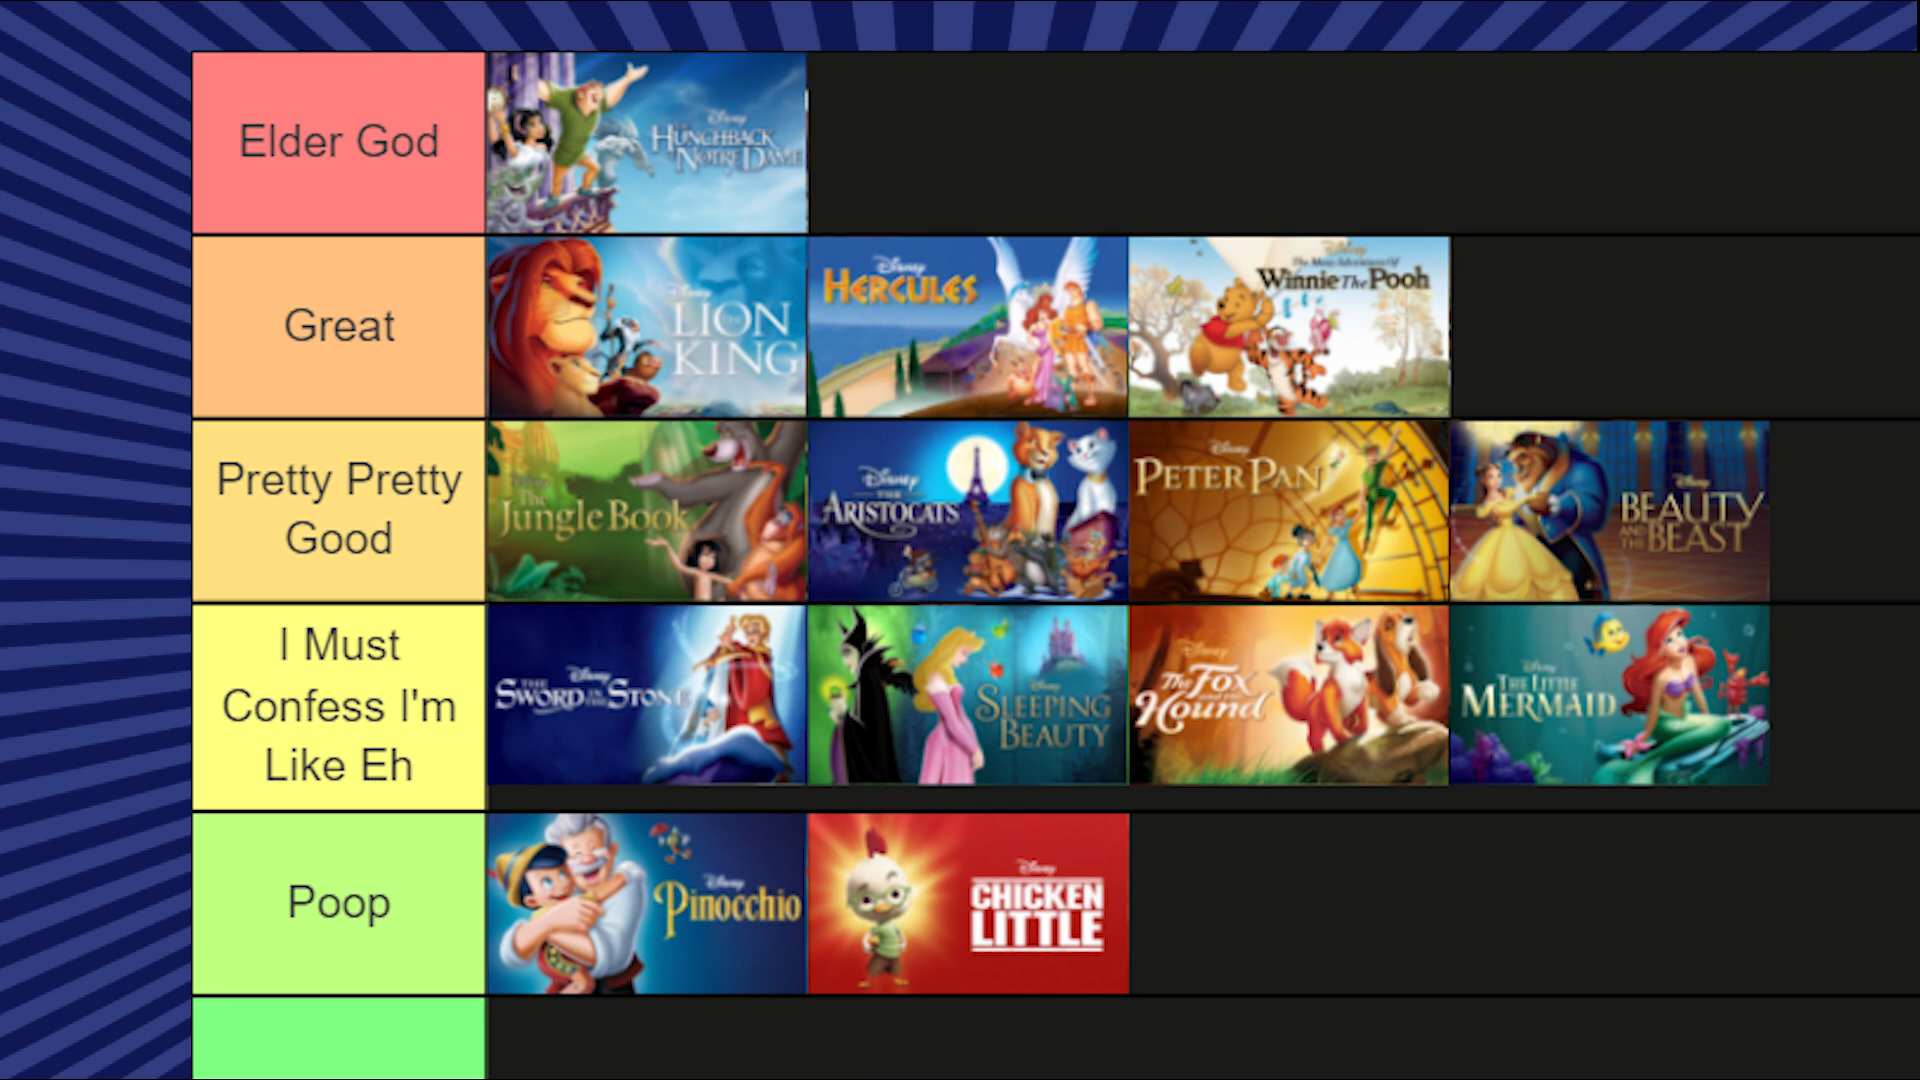 Elder God
Disney
HUNCHBACK
NOTRE DAME
Great
Disney
THE
LION
KING
Disney
HERCULES
Disney
The Many Adventures Of
Winnie The Pooh
Pretty Pretty
Good
Disney
The
Jungle Book
Disney
THE
ARISTOCATS
Disney
PETER PAN
Disney
BEAUTY
AND THE BEAST
I Must
Confess I'm
Like Eh
Disney
THE
SWORD IN THE STONE
Disney
SLEEPING
BEAUTY
Disney
The Fox
and the
Hound
Disney
THE LITTLE
MERMAID
Poop
Disney
Pinocchio
Disney
CHICKEN
LITTLE